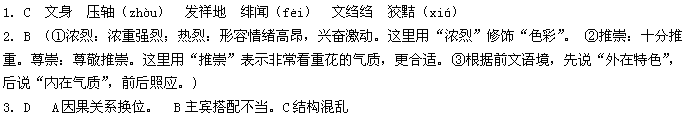 1. C  文身  压轴（zhòu）  发祥地  绯闻（fēi）  文绉绉  狡黠（xiá）
2. B（①浓烈：浓重强烈；热烈：形容情绪高昂，兴奋激动。这里用“浓烈”修饰“色彩”。 ②推崇：十分推
重。尊崇：尊敬推崇。这里用“推崇”表示非常看重花的气质，更合适。③根据前文语境，先说“外在特色”，
后说“内在气质”，前后照应。)
3. D  A因果关系换位。  B主宾搭配不当。C结构混乱